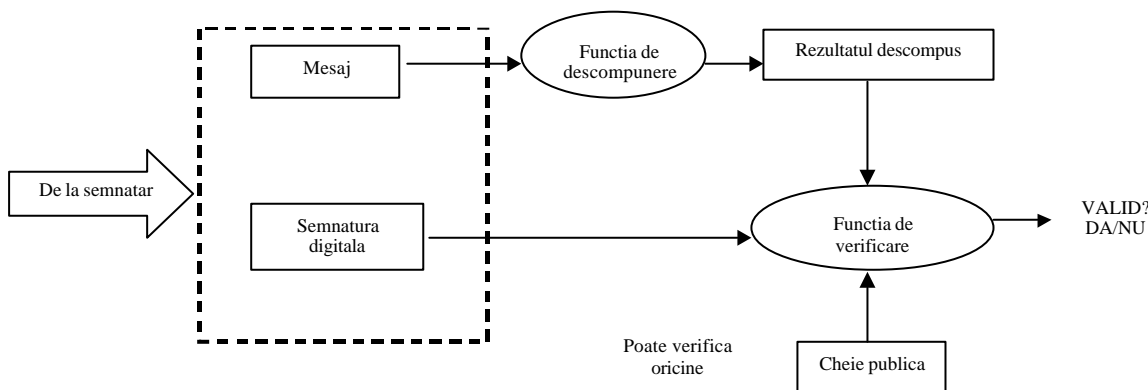 Mesaj
Functia de
descompunere
Rezultatul descompus
De la semnatar
Semnatura
digitala
Functia de
verificare
VALID?
DA/NU
Poate verifica
oricine
Cheie publica